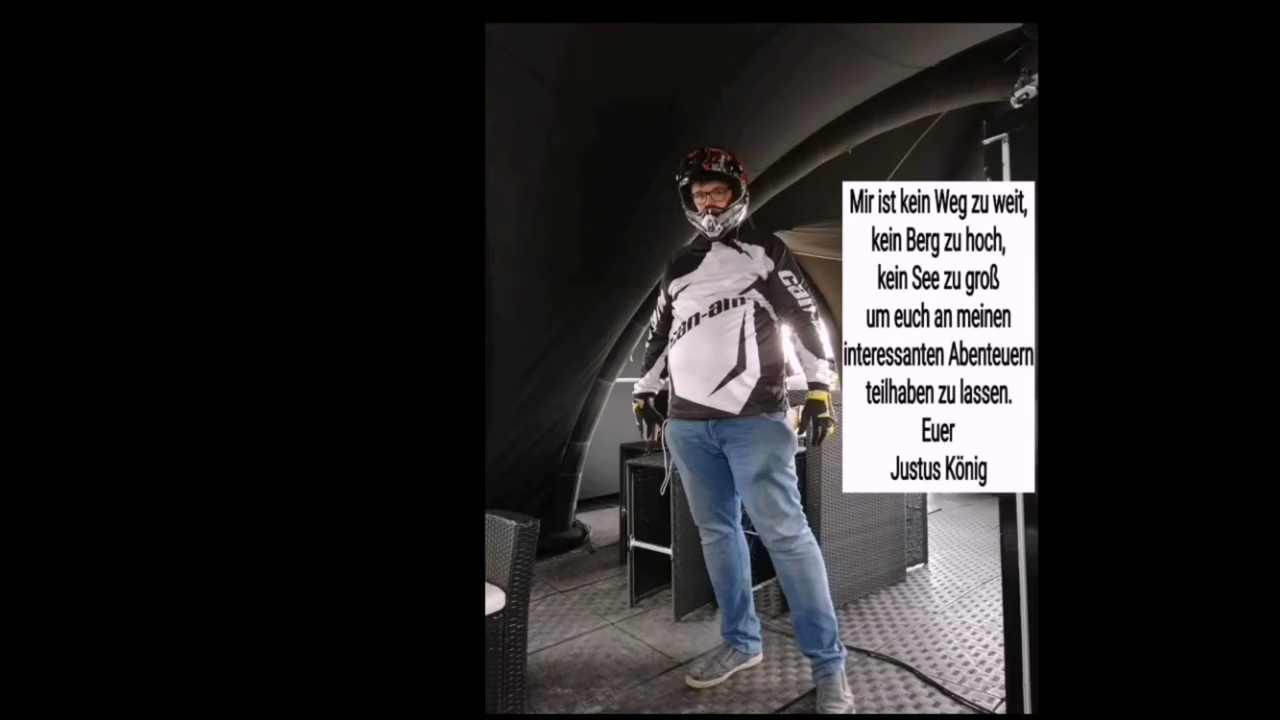 Mir ist kein Weg zu weit,
kein Berg zu hoch,
kein See zu groß
um euch an meinen
interessanten Abenteuern
teilhaben zu lassen.
Euer
Justus König
can-am
can